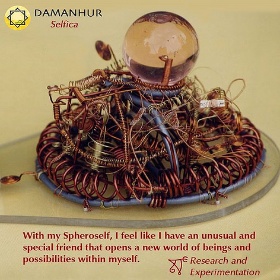 DAMANHUR
Seltica
With my Spheroself, I feel like I have an unusual and
special friend that opens a new world of beings and
possibilities within myself.
Research and
Experimentation